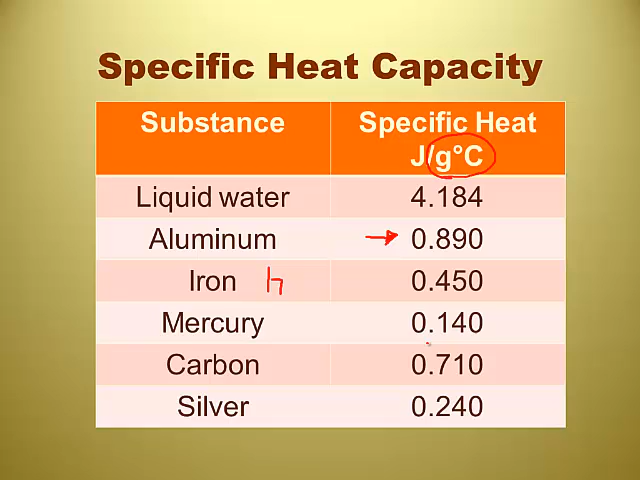 Specific Heat Capacity
Substance
Specific Heat
J/g°C
Liquid water 4.184
Aluminum 0.890
Iron 0.450
Mercury 0.140
Carbon 0.710
Silver 0.240